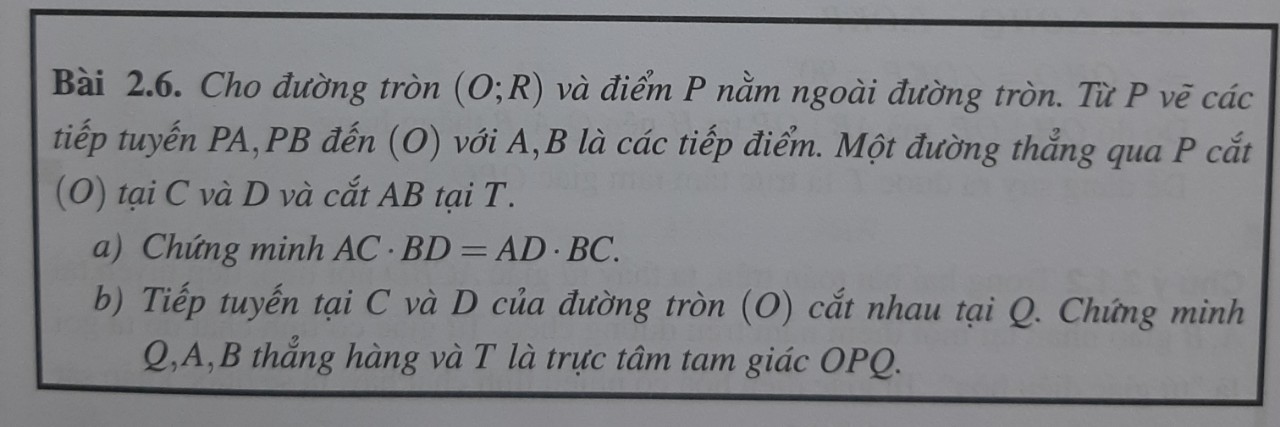 Bài 2.6. Cho đường tròn (O;R) và điểm P nằm ngoài đường tròn. Từ P vẽ các
tiếp tuyến PA,PB đến (O) với A,B là các tiếp điểm. Một đường thẳng qua P cắt
(O) tại C và D và cắt AB tại T.
a) Chứng minh AC · BD = AD · BC.
b) Tiếp tuyến tại C và D của đường tròn (O) cắt nhau tại Q. Chứng minh
Q,A,B thẳng hàng và T là trực tâm tam giác OPQ.